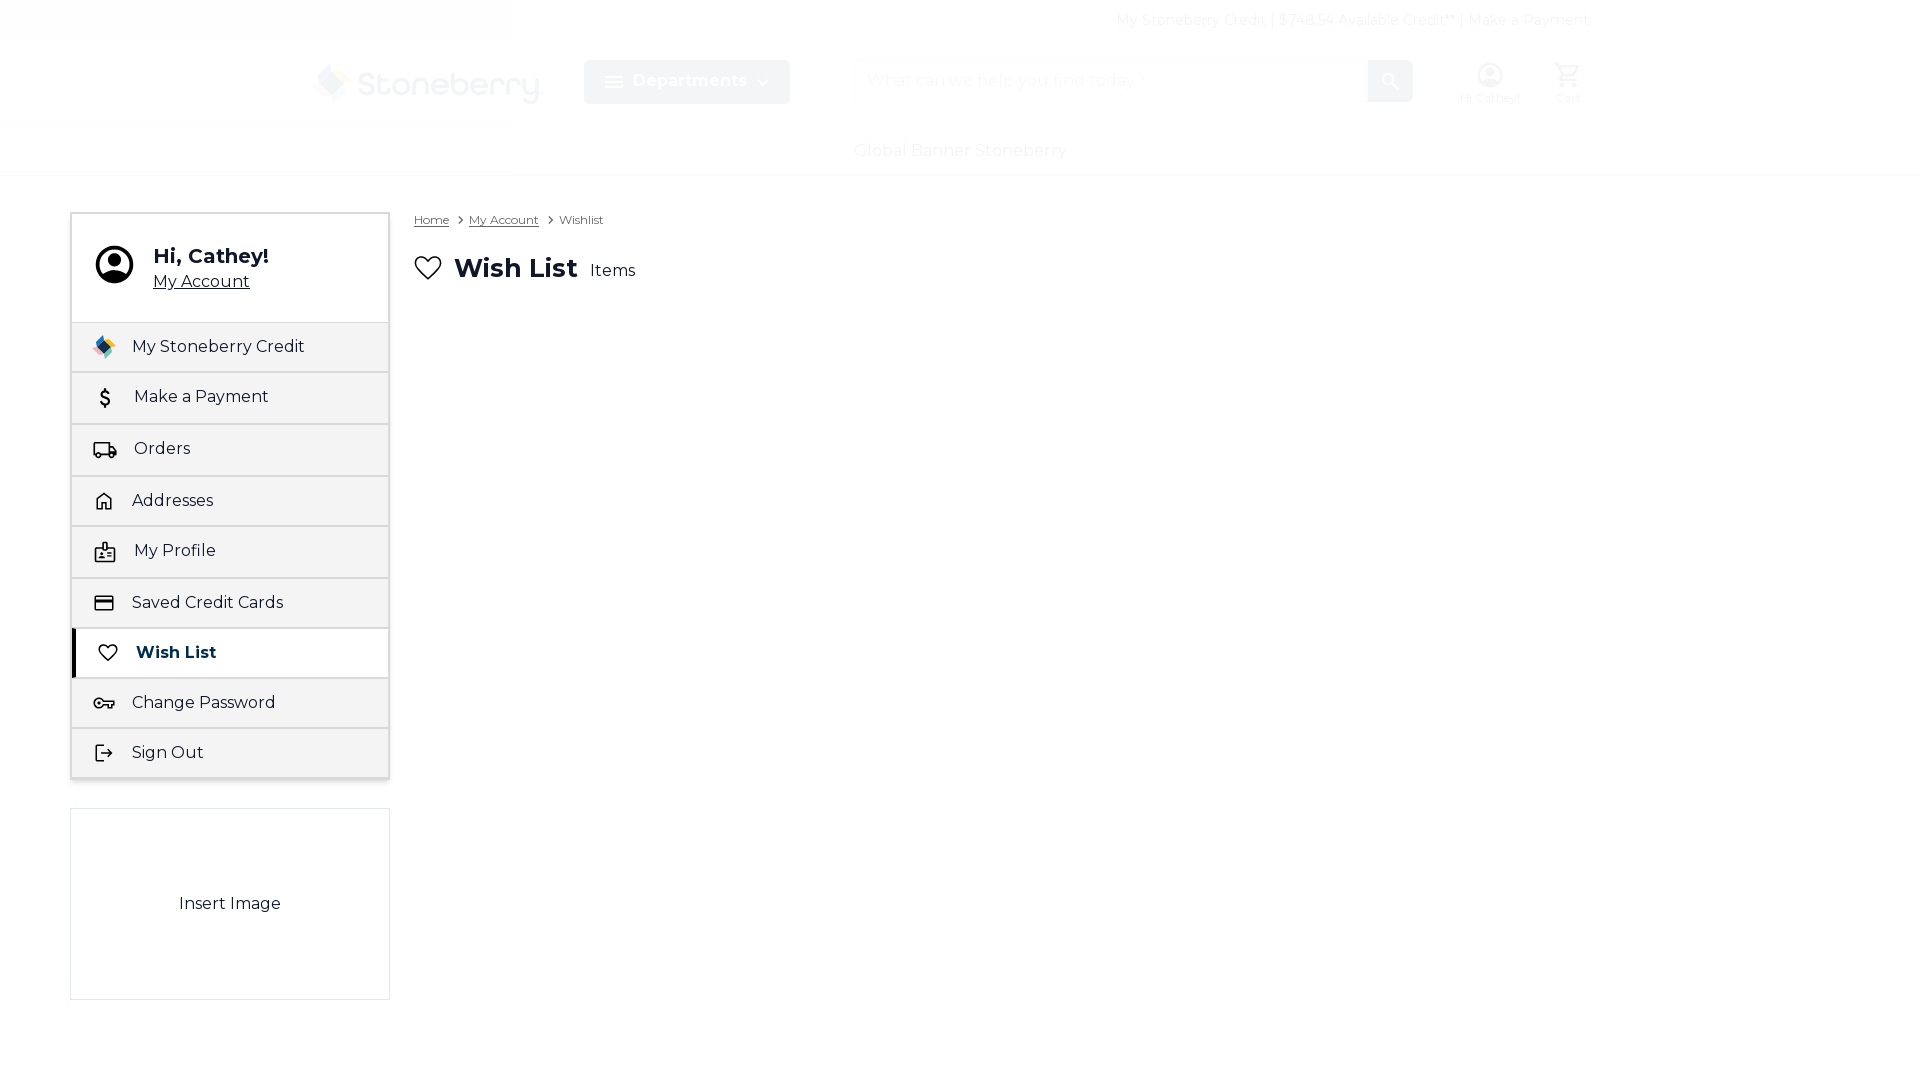 My Stoneberry Credit | $748.54 Available Credit** | Make a Payment
Stoneberry
Departments
What can we help you find today?
Hi Cathey!
Cart
Global Banner Stoneberry
Home > My Account > Wishlist
Hi, Cathey!
My Account
Wish List Items
My Stoneberry Credit
Make a Payment
Orders
Addresses
My Profile
Saved Credit Cards
Wish List
Change Password
Sign Out
Insert Image